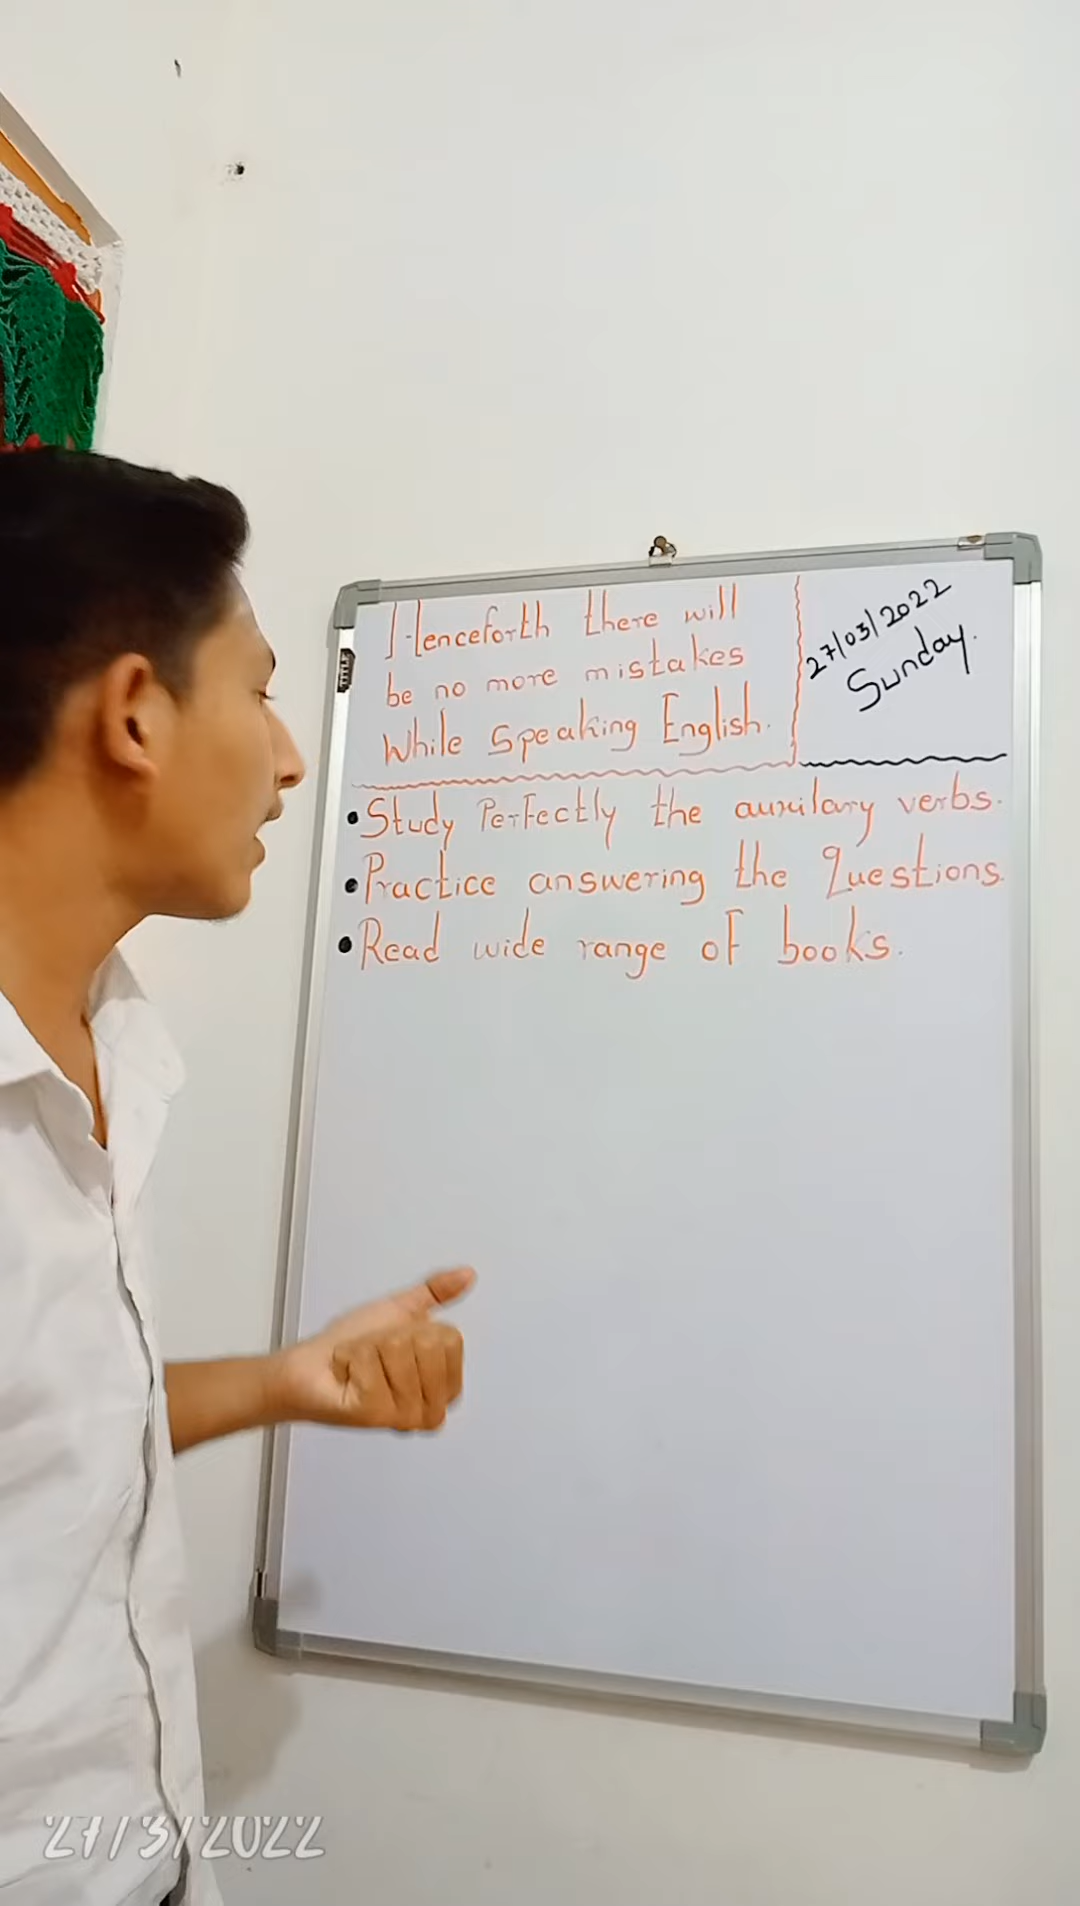 Henceforth there will
be no more mistakes
While Speaking English.
27/03/2022
Sunday.
• Study Perfectly the auxilary verbs.
• Practice answering the Questions.
• Read wide range of books.
27/3/2022